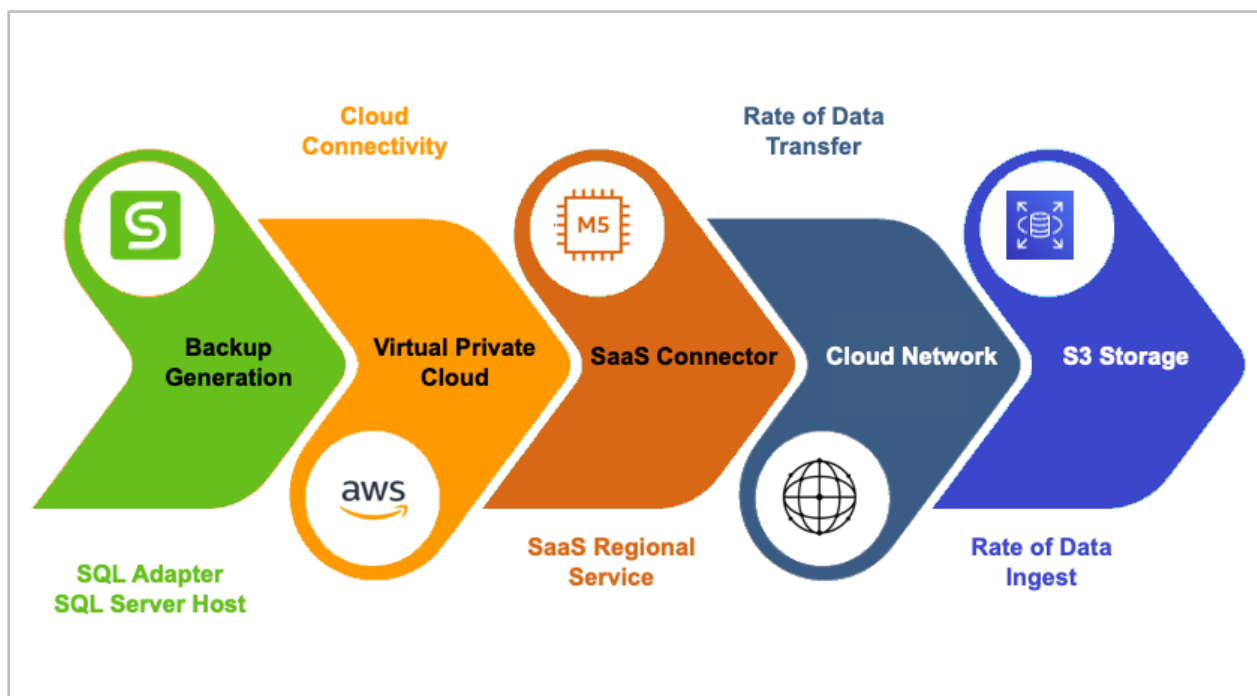 Cloud
Connectivity
Rate of Data
Transfer
S
M5
Backup
Generation
Virtual Private
Cloud
SaaS Connector
Cloud Network
S3 Storage
aws
SQL Adapter
SQL Server Host
SaaS Regional
Service
Rate of Data
Ingest